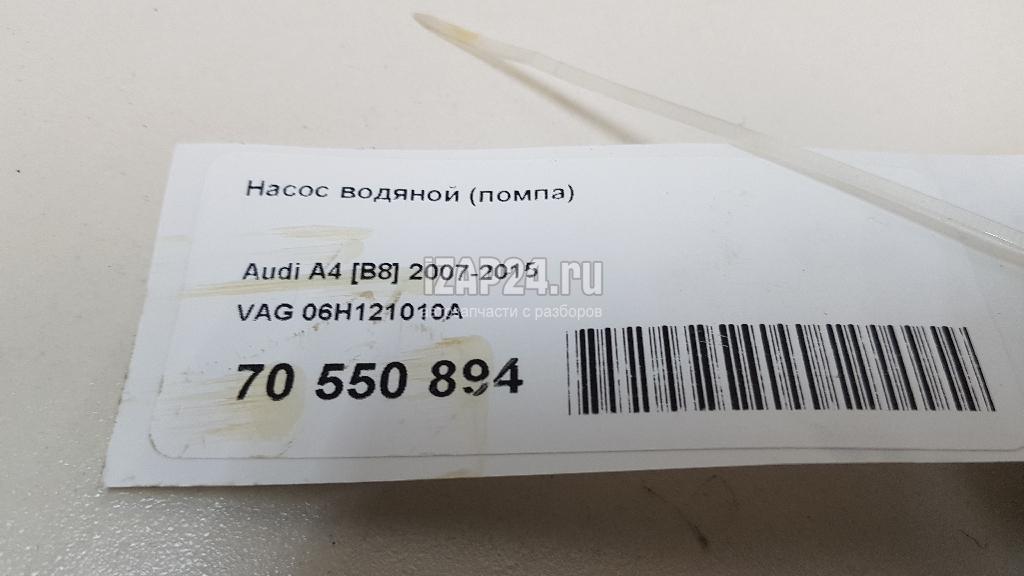 Насос водяной (помпа)
Audi A4 [B8] 2007-2015
iZAP24.ru
VAG 06H121010A
запчасти с разборов
70 550 894